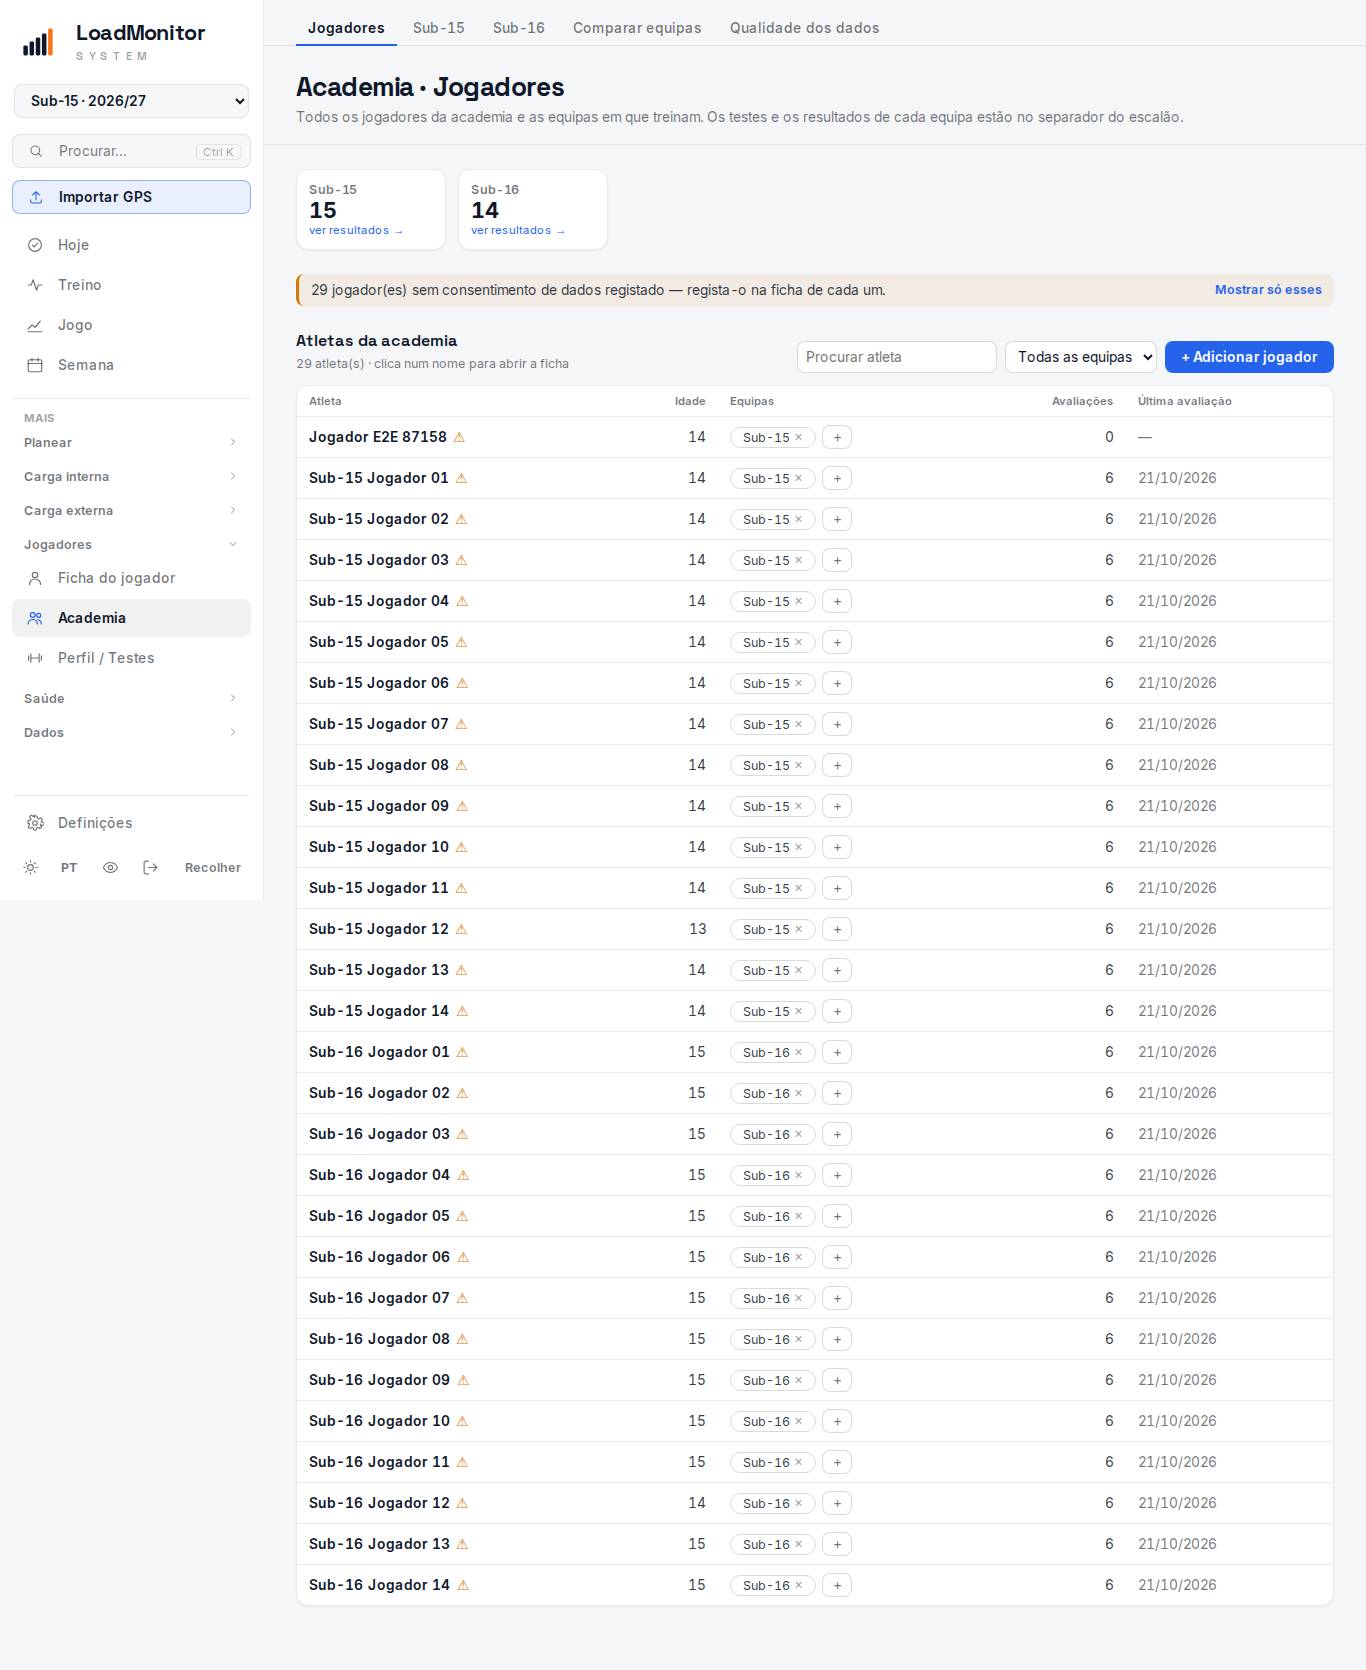 LoadMonitor
SYSTEM
Sub-15 · 2026/27
Procurar... Ctrl K
Importar GPS
Hoje
Treino
Jogo
Semana
MAIS
Planear
Carga interna
Carga externa
Jogadores
Ficha do jogador
Academia
Perfil / Testes
Saúde
Dados
Definições
PT Recolher
Jogadores Sub-15 Sub-16 Comparar equipas Qualidade dos dados
Academia · Jogadores
Todos os jogadores da academia e as equipas em que treinam. Os testes e os resultados de cada equipa estão no separador do escalão.
Sub-15
15
ver resultados →
Sub-16
14
ver resultados →
29 jogador(es) sem consentimento de dados registado — regista-o na ficha de cada um. Mostrar só esses
Atletas da academia
29 atleta(s) · clica num nome para abrir a ficha
Procurar atleta Todas as equipas + Adicionar jogador
Atleta Idade Equipas Avaliações Última avaliação
Jogador E2E 87158 ⚠ 14 Sub-15 × + 0 —
Sub-15 Jogador 01 ⚠ 14 Sub-15 × + 6 21/10/2026
Sub-15 Jogador 02 ⚠ 14 Sub-15 × + 6 21/10/2026
Sub-15 Jogador 03 ⚠ 14 Sub-15 × + 6 21/10/2026
Sub-15 Jogador 04 ⚠ 14 Sub-15 × + 6 21/10/2026
Sub-15 Jogador 05 ⚠ 14 Sub-15 × + 6 21/10/2026
Sub-15 Jogador 06 ⚠ 14 Sub-15 × + 6 21/10/2026
Sub-15 Jogador 07 ⚠ 14 Sub-15 × + 6 21/10/2026
Sub-15 Jogador 08 ⚠ 14 Sub-15 × + 6 21/10/2026
Sub-15 Jogador 09 ⚠ 14 Sub-15 × + 6 21/10/2026
Sub-15 Jogador 10 ⚠ 14 Sub-15 × + 6 21/10/2026
Sub-15 Jogador 11 ⚠ 14 Sub-15 × + 6 21/10/2026
Sub-15 Jogador 12 ⚠ 13 Sub-15 × + 6 21/10/2026
Sub-15 Jogador 13 ⚠ 14 Sub-15 × + 6 21/10/2026
Sub-15 Jogador 14 ⚠ 14 Sub-15 × + 6 21/10/2026
Sub-16 Jogador 01 ⚠ 15 Sub-16 × + 6 21/10/2026
Sub-16 Jogador 02 ⚠ 15 Sub-16 × + 6 21/10/2026
Sub-16 Jogador 03 ⚠ 15 Sub-16 × + 6 21/10/2026
Sub-16 Jogador 04 ⚠ 15 Sub-16 × + 6 21/10/2026
Sub-16 Jogador 05 ⚠ 15 Sub-16 × + 6 21/10/2026
Sub-16 Jogador 06 ⚠ 15 Sub-16 × + 6 21/10/2026
Sub-16 Jogador 07 ⚠ 15 Sub-16 × + 6 21/10/2026
Sub-16 Jogador 08 ⚠ 15 Sub-16 × + 6 21/10/2026
Sub-16 Jogador 09 ⚠ 15 Sub-16 × + 6 21/10/2026
Sub-16 Jogador 10 ⚠ 15 Sub-16 × + 6 21/10/2026
Sub-16 Jogador 11 ⚠ 15 Sub-16 × + 6 21/10/2026
Sub-16 Jogador 12 ⚠ 14 Sub-16 × + 6 21/10/2026
Sub-16 Jogador 13 ⚠ 15 Sub-16 × + 6 21/10/2026
Sub-16 Jogador 14 ⚠ 15 Sub-16 × + 6 21/10/2026